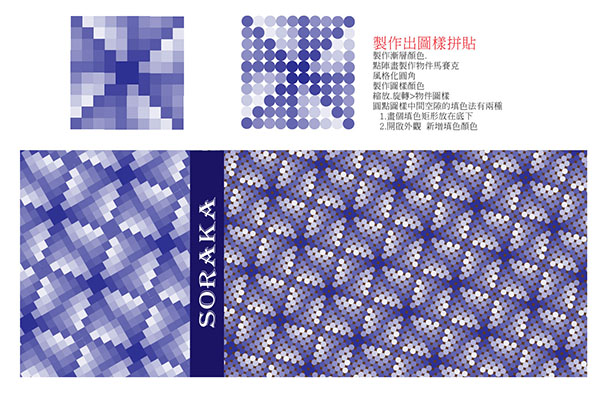 製作出圖樣拼貼
製作漸層顏色.
點陣畫製作物件馬賽克
風格化圓角
製作圖樣顏色
縮放.旋轉>物件圖樣
圓點圖樣中間空隙的填色法有兩種
1.畫個填色矩形放在底下
2.開啟外觀 新增填色顏色
SORAKA